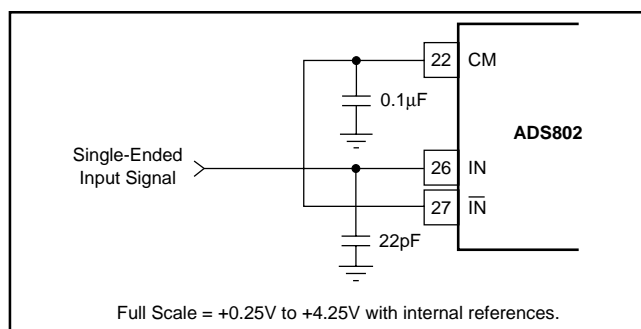 22 CM
0.1µF
ADS802
Single-Ended
Input Signal
26 IN
27 I̅N̅
22pF
Full Scale = +0.25V to +4.25V with internal references.